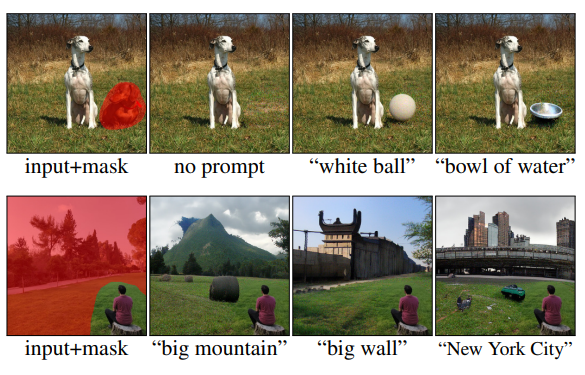 input+mask
no prompt
“white ball”
“bowl of water”
input+mask
“big mountain”
“big wall”
“New York City”